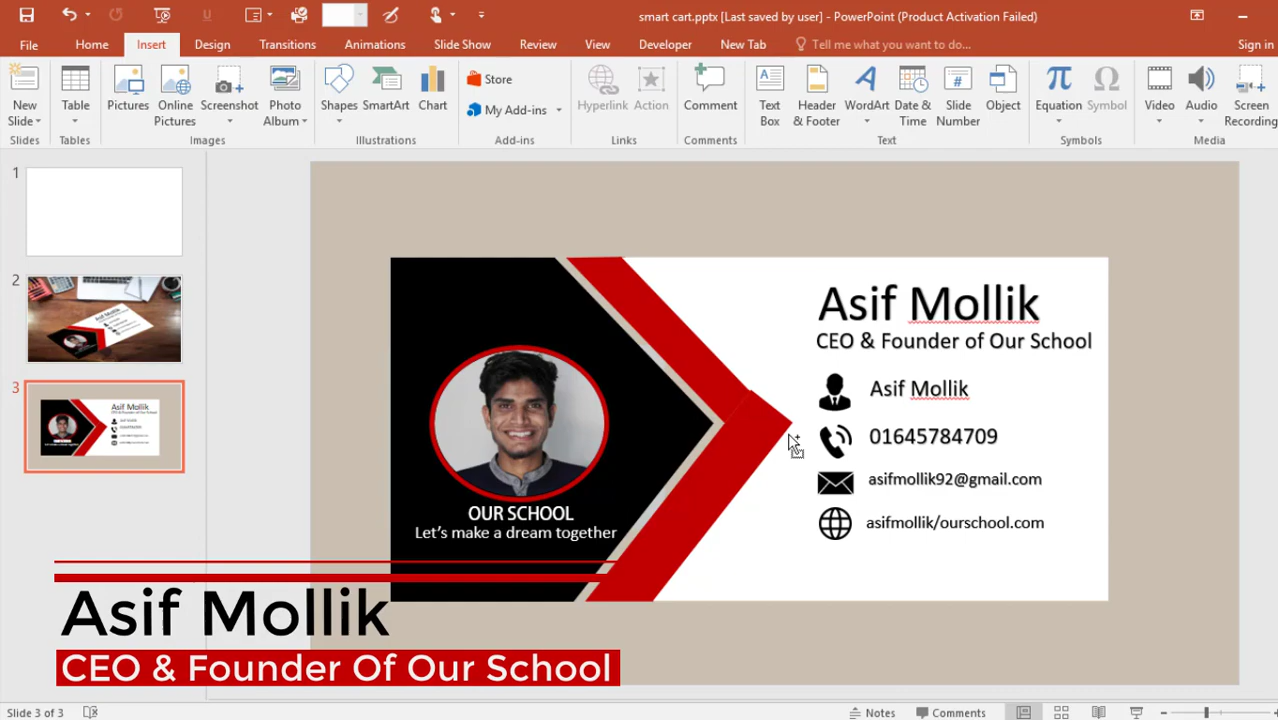 smart cart.pptx [Last saved by user] - PowerPoint (Product Activation Failed)
File Home Insert Design Transitions Animations Slide Show Review View Developer New Tab Tell me what you want to do... Sign in
New Slide
Table
Pictures
Online Pictures
Screenshot
Photo Album
Shapes
SmartArt
Chart
Store
My Add-ins
Hyperlink
Action
Comment
Text Box
Header & Footer
WordArt
Date & Time
Slide Number
Object
Equation
Symbol
Video
Audio
Screen Recording
Slides Tables Images Illustrations Add-ins Links Comments Text Symbols Media
1
2
3
Asif Mollik
CEO & Founder of Our School
Asif Mollik
01645784709
asifmollik92@gmail.com
asifmollik/ourschool.com
OUR SCHOOL
Let's make a dream together
Asif Mollik
CEO & Founder Of Our School
Slide 3 of 3
Notes Comments